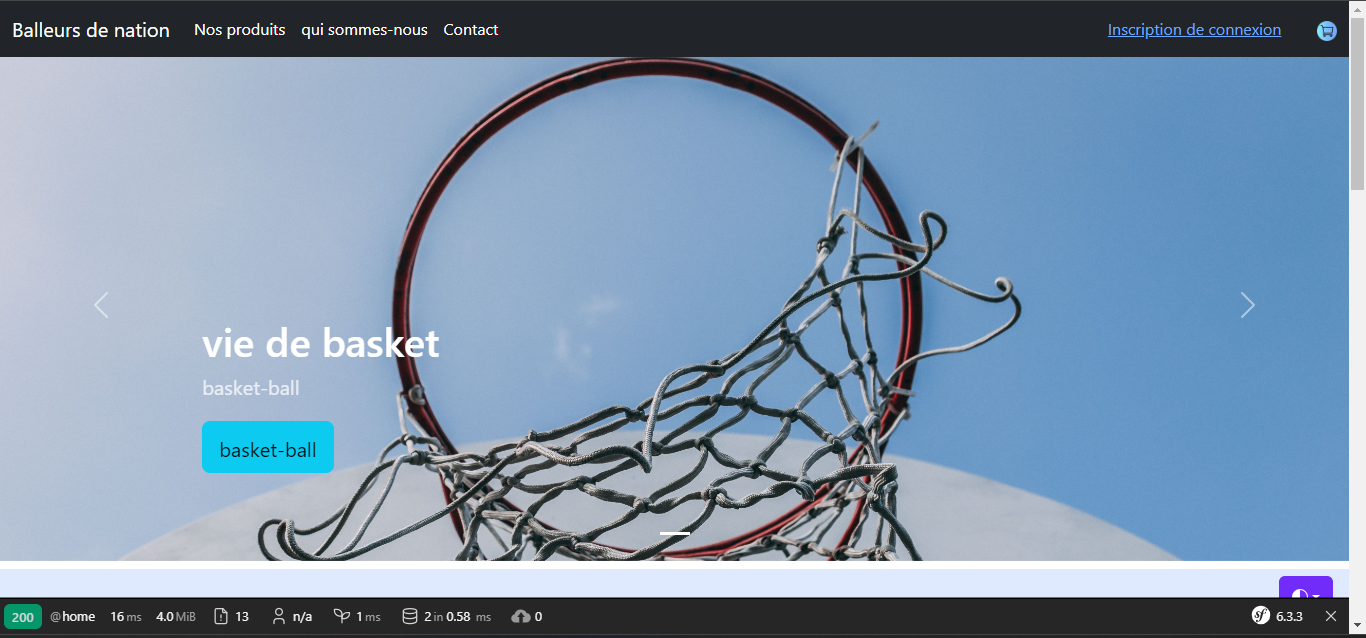 Balleurs de nation Nos produits qui sommes-nous Contact Inscription de connexion
vie de basket
basket-ball
basket-ball
200 @home 16 ms 4.0 MiB 13 n/a 1 ms 2 in 0.58 ms 0 sf 6.3.3